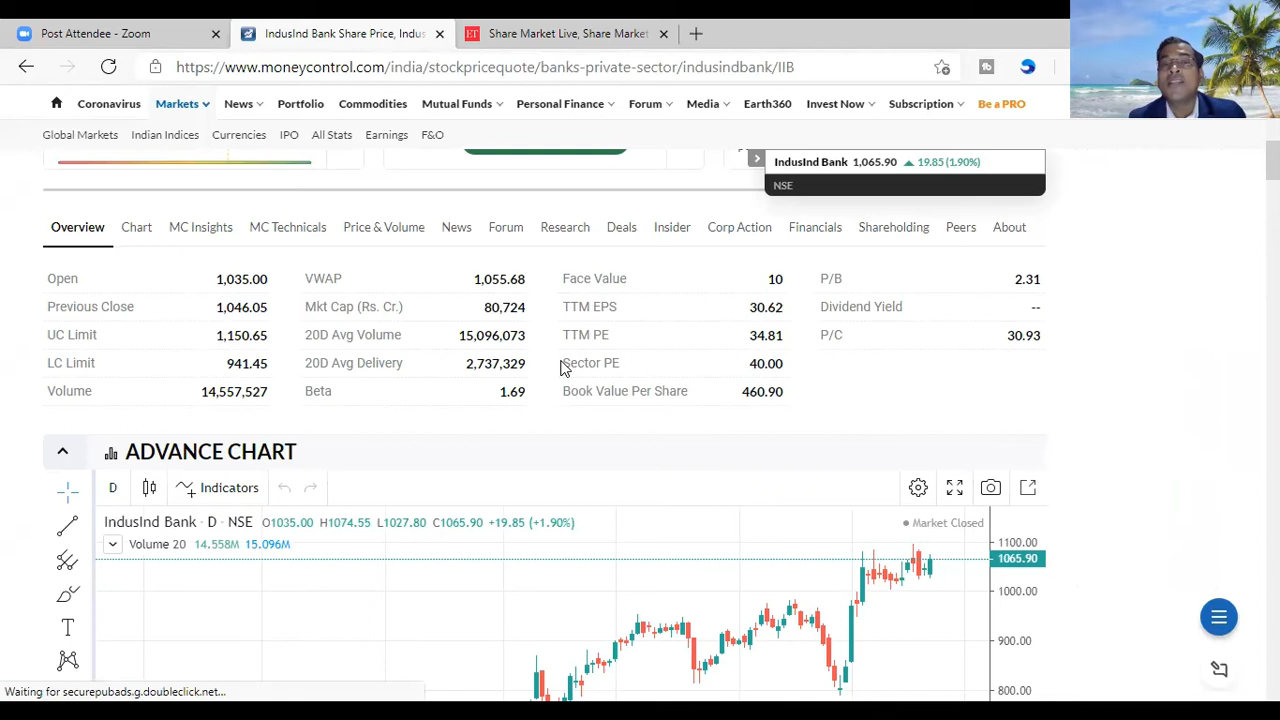 Post Attendee - Zoom
IndusInd Bank Share Price, Indus
Share Market Live, Share Market
https://www.moneycontrol.com/india/stockpricequote/banks-private-sector/indusindbank/IIB
Coronavirus Markets News Portfolio Commodities Mutual Funds Personal Finance Forum Media Earth360 Invest Now Subscription Be a PRO
Global Markets Indian Indices Currencies IPO All Stats Earnings F&O
IndusInd Bank 1,065.90 ▲ 19.85 (1.90%)
NSE
Overview Chart MC Insights MC Technicals Price & Volume News Forum Research Deals Insider Corp Action Financials Shareholding Peers About
Open 1,035.00 VWAP 1,055.68 Face Value 10 P/B 2.31
Previous Close 1,046.05 Mkt Cap (Rs. Cr.) 80,724 TTM EPS 30.62 Dividend Yield --
UC Limit 1,150.65 20D Avg Volume 15,096,073 TTM PE 34.81 P/C 30.93
LC Limit 941.45 20D Avg Delivery 2,737,329 Sector PE 40.00
Volume 14,557,527 Beta 1.69 Book Value Per Share 460.90
ADVANCE CHART
D Indicators
IndusInd Bank · D · NSE O1035.00 H1074.55 L1027.80 C1065.90 +19.85 (+1.90%) Market Closed
Volume 20 14.558M 15.096M
1100.00
1065.90
1000.00
900.00
800.00
Waiting for securepubads.g.doubleclick.net...
ET
fb
T